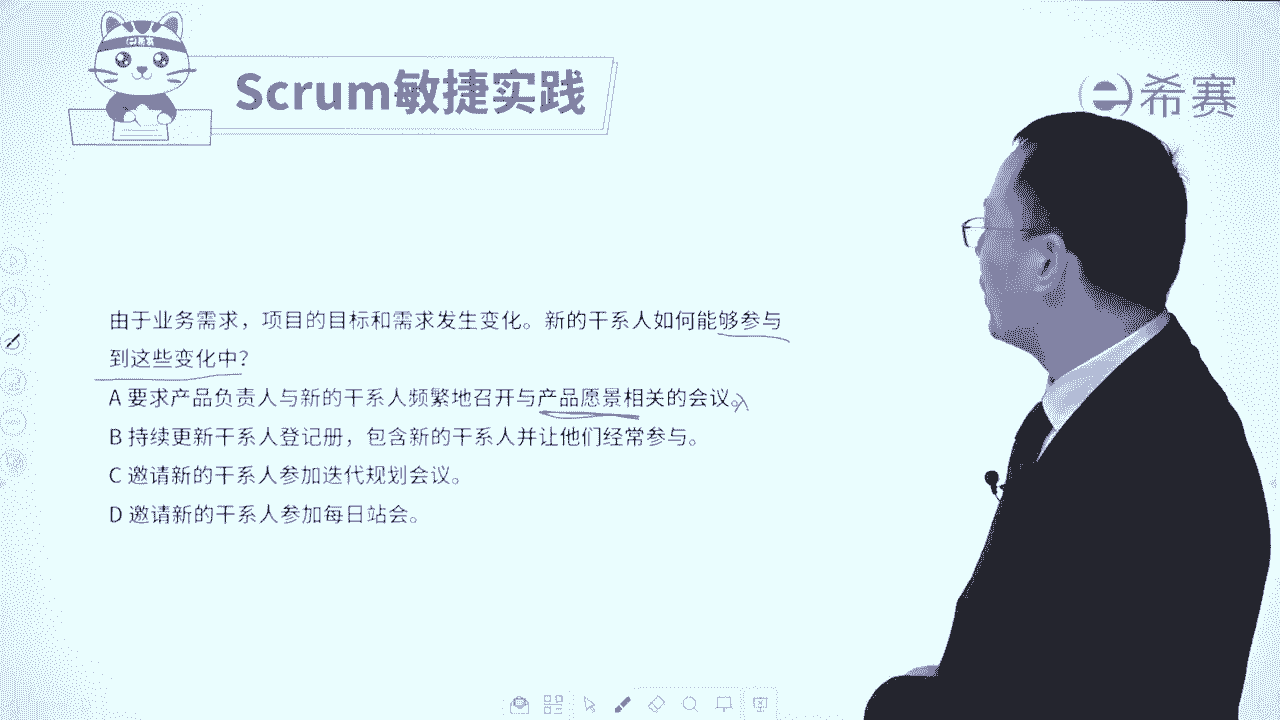 希赛
Scrum敏捷实践
希赛
由于业务需求，项目的目标和需求发生变化。新的干系人如何能够参与
到这些变化中？
A 要求产品负责人与新的干系人频繁地召开与产品愿景相关的会议。
B 持续更新干系人登记册，包含新的干系人并让他们经常参与。
C 邀请新的干系人参加迭代规划会议。
D 邀请新的干系人参加每日站会。